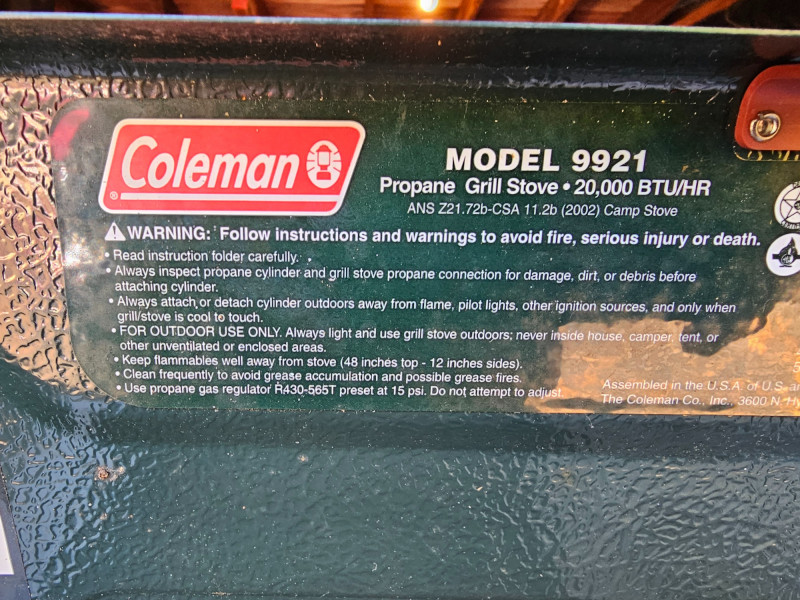 Coleman
®
MODEL 9921
Propane Grill Stove • 20,000 BTU/HR
ANS Z21.72b-CSA 11.2b (2002) Camp Stove
WARNING: Follow instructions and warnings to avoid fire, serious injury or death.
• Read instruction folder carefully.
• Always inspect propane cylinder and grill stove propane connection for damage, dirt, or debris before
attaching cylinder.
• Always attach or detach cylinder outdoors away from flame, pilot lights, other ignition sources, and only when
grill/stove is cool to touch.
• FOR OUTDOOR USE ONLY. Always light and use grill stove outdoors; never inside house, camper, tent, or
other unventilated or enclosed areas.
• Keep flammables well away from stove (48 inches top - 12 inches sides).
• Clean frequently to avoid grease accumulation and possible grease fires.
• Use propane gas regulator R430-565T preset at 15 psi. Do not attempt to adjust
Assembled in the U.S.A. of U.S.
The Coleman Co., Inc., 3600 N.